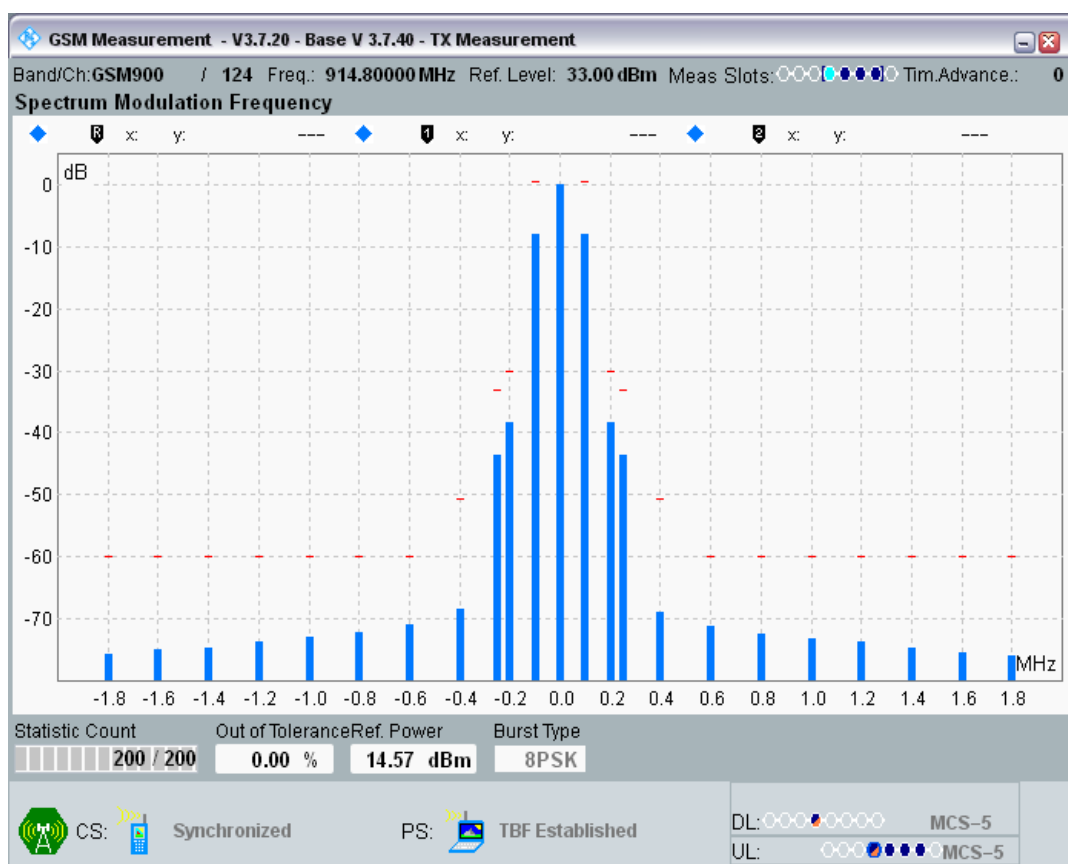 GSM Measurement - V3.7.20 - Base V 3.7.40 - TX Measurement
Band/Ch:GSM900 / 124 Freq.: 914.80000 MHz Ref. Level: 33.00 dBm Meas Slots: Tim.Advance.: 0
Spectrum Modulation Frequency
R x: y: --- 1 x: y: --- 2 x: y: ---
dB
0
-10
-20
-30
-40
-50
-60
-70
MHz
-1.8 -1.6 -1.4 -1.2 -1.0 -0.8 -0.6 -0.4 -0.2 0.0 0.2 0.4 0.6 0.8 1.0 1.2 1.4 1.6 1.8
Statistic Count Out of Tolerance Ref. Power Burst Type
200 / 200 0.00 % 14.57 dBm 8PSK
CS: Synchronized PS: TBF Established
DL: MCS-5
UL: MCS-5